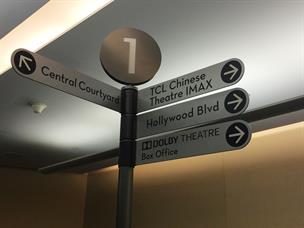 1
Central Courtyard
TCL Chinese
Theatre IMAX
Hollywood Blvd
DOLBY THEATRE
Box Office